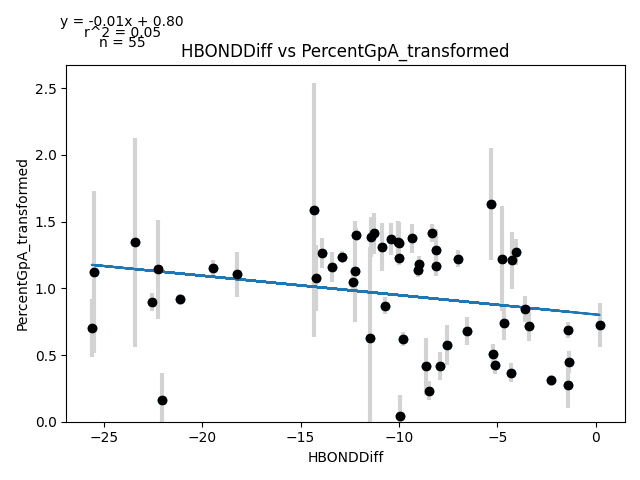 y = -0.01x + 0.80
r^2 = 0.05
n = 55
HBONDDiff vs PercentGpA_transformed
PercentGpA_transformed
2.5
2.0
1.5
1.0
0.5
0.0
−25
−20
−15
−10
−5
0
HBONDDiff